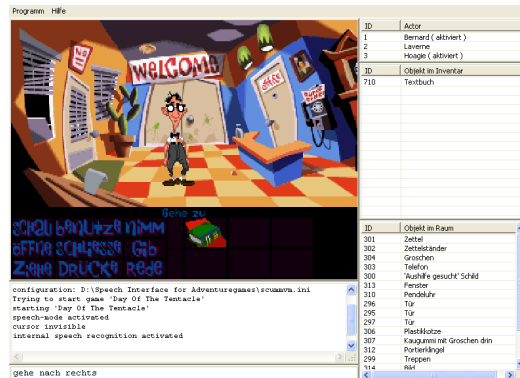 Programm Hilfe
NO
WELCOME
office
ID Actor
1 Bernard ( aktiviert )
2 Laverne
3 Hoagie ( aktiviert )
ID Objekt im Inventar
710 Textbuch
Gehe zu
Schau benutze nimm
Öffne Schliesse Gib
Ziehe Drücke Rede
ID Objekt im Raum
301 Zettel
302 Zettelständer
304 Groschen
303 Telefon
300 'Aushilfe gesucht' Schild
313 Fenster
310 Pendeluhr
296 Tür
295 Tür
297 Tür
306 Plastikkotze
307 Kaugummi mit Groschen drin
312 Portierklingel
299 Treppen
314 Bild
configuration: D:\Speech Interface for Adventuregames\scummvm.ini
Trying to start game 'Day Of The Tentacle'
starting 'Day Of The Tentacle'
speech-mode activated
cursor invisible
internal speech recognition activated
gehe nach rechts